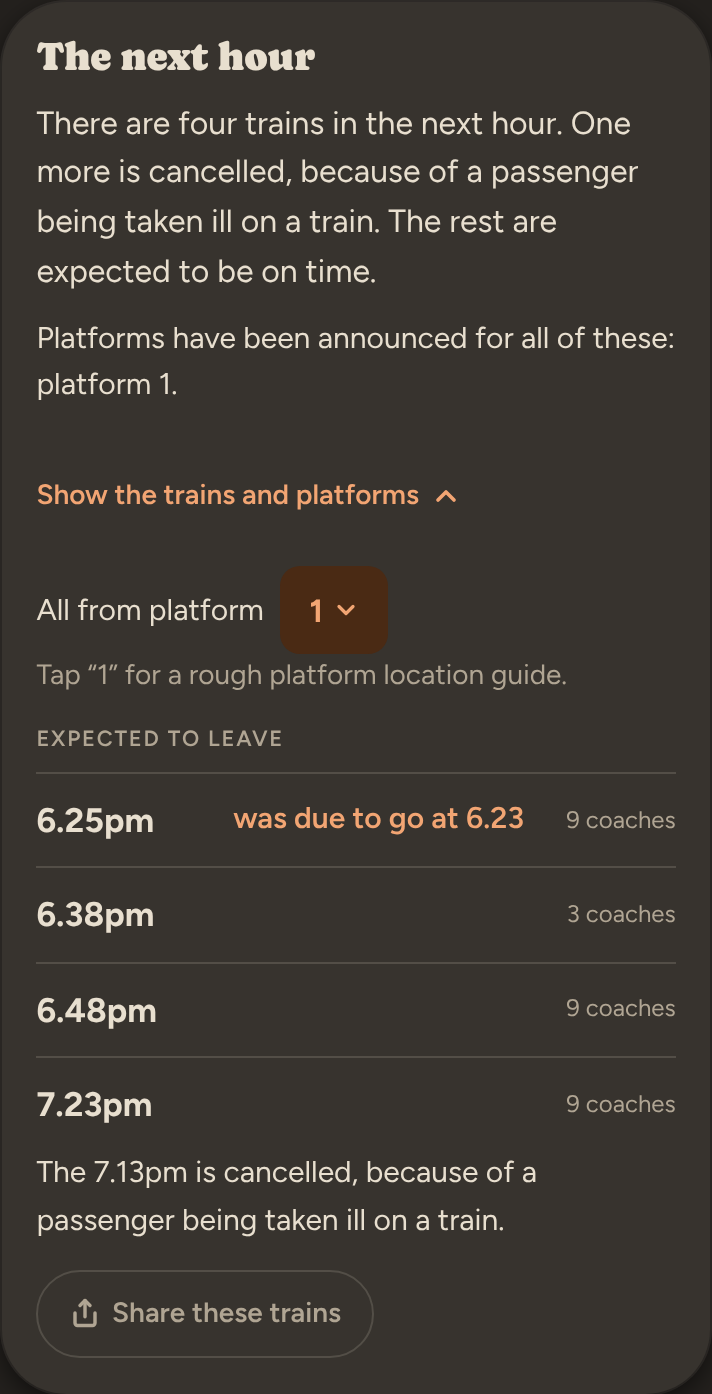 The next hour
There are four trains in the next hour. One
more is cancelled, because of a passenger
being taken ill on a train. The rest are
expected to be on time.
Platforms have been announced for all of these:
platform 1.
Show the trains and platforms
All from platform 1
Tap “1” for a rough platform location guide.
EXPECTED TO LEAVE
6.25pm was due to go at 6.23 9 coaches
6.38pm 3 coaches
6.48pm 9 coaches
7.23pm 9 coaches
The 7.13pm is cancelled, because of a
passenger being taken ill on a train.
Share these trains